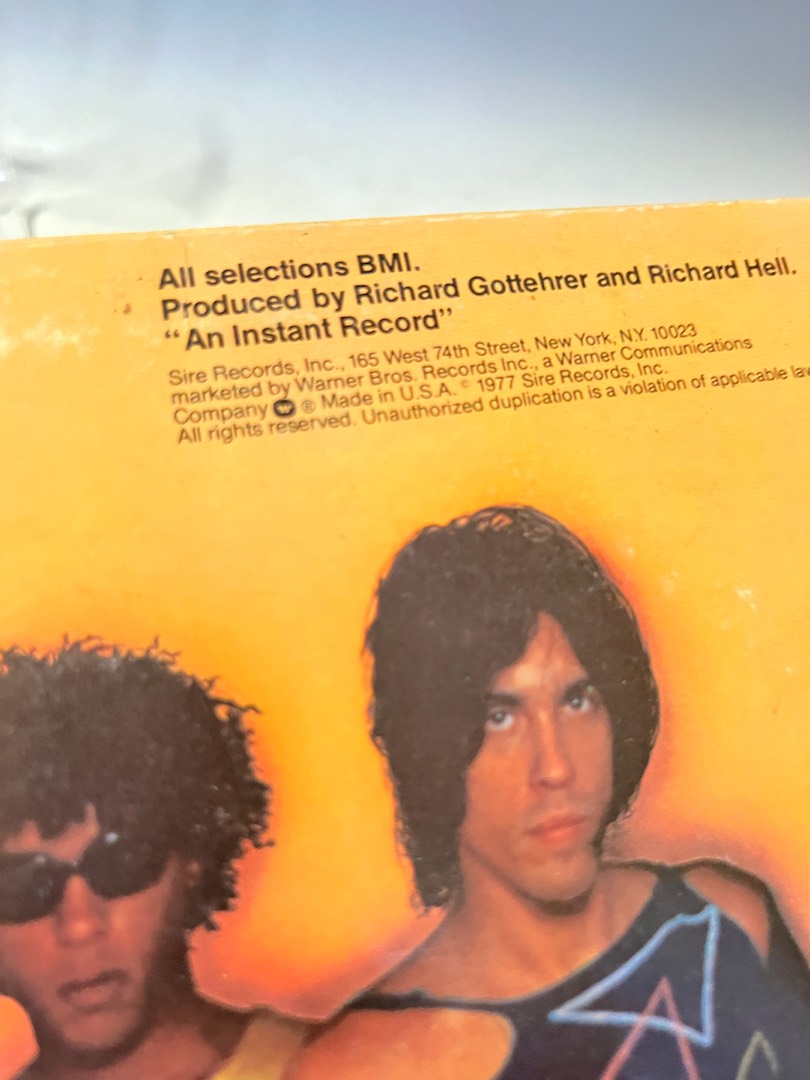 All selections BMI.
Produced by Richard Gottehrer and Richard Hell.
“An Instant Record”
Sire Records, Inc., 165 West 74th Street, New York, N.Y. 10023
marketed by Warner Bros. Records Inc., a Warner Communications
Company ® Made in U.S.A. © 1977 Sire Records, Inc.
All rights reserved. Unauthorized duplication is a violation of applicable